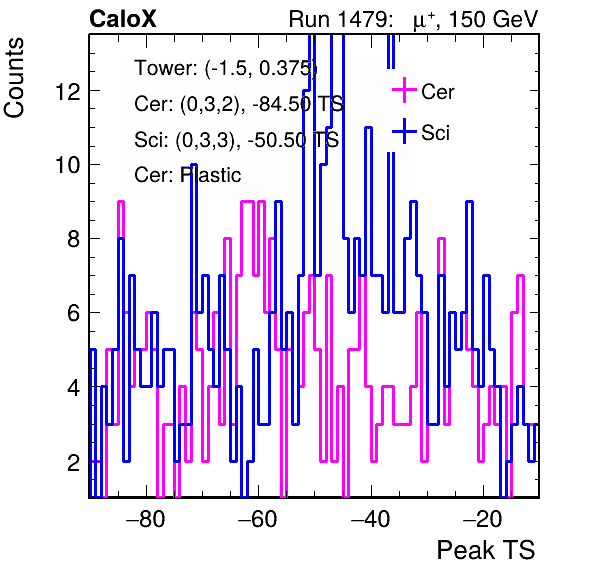 CaloX Run 1479: μ⁺, 150 GeV
Counts
Tower: (-1.5, 0.375)
Cer: (0,3,2), -84.50 TS
Sci: (0,3,3), -50.50 TS
Cer: Plastic
Cer
Sci
12
10
8
6
4
2
−80 −60 −40 −20
Peak TS